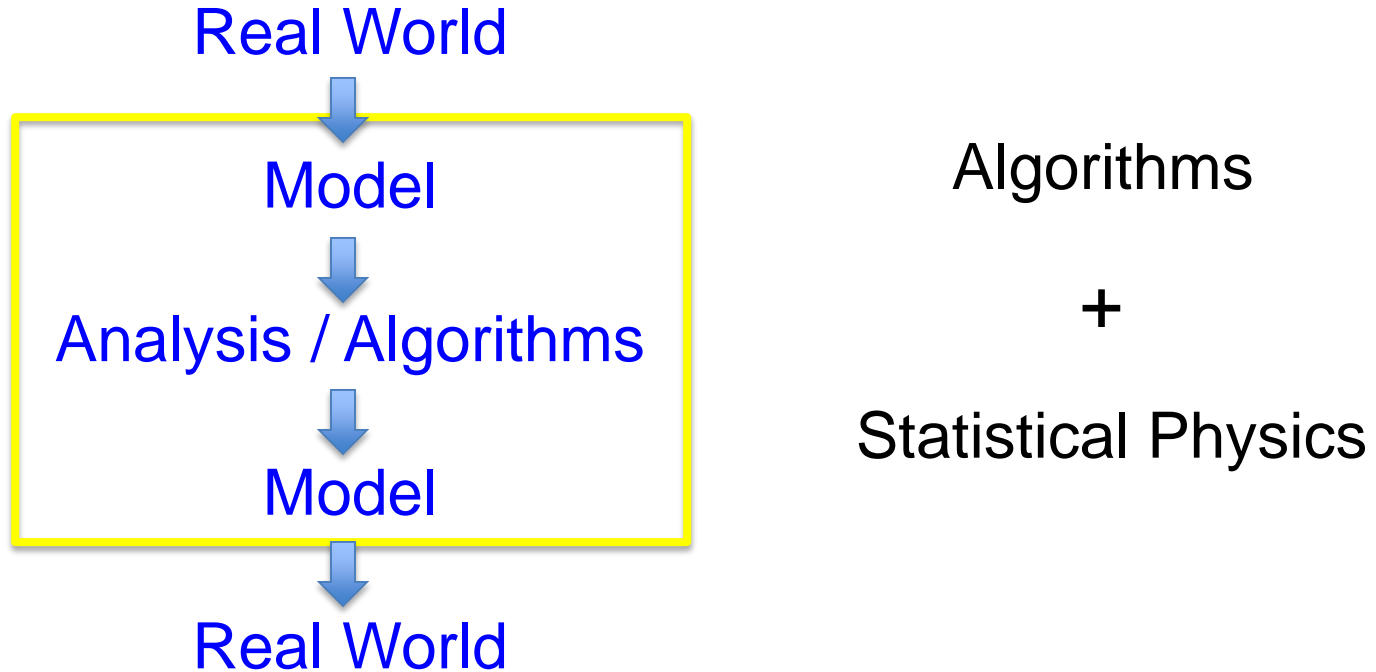 Real World
Model
Analysis / Algorithms
Model
Real World
Algorithms
+
Statistical Physics